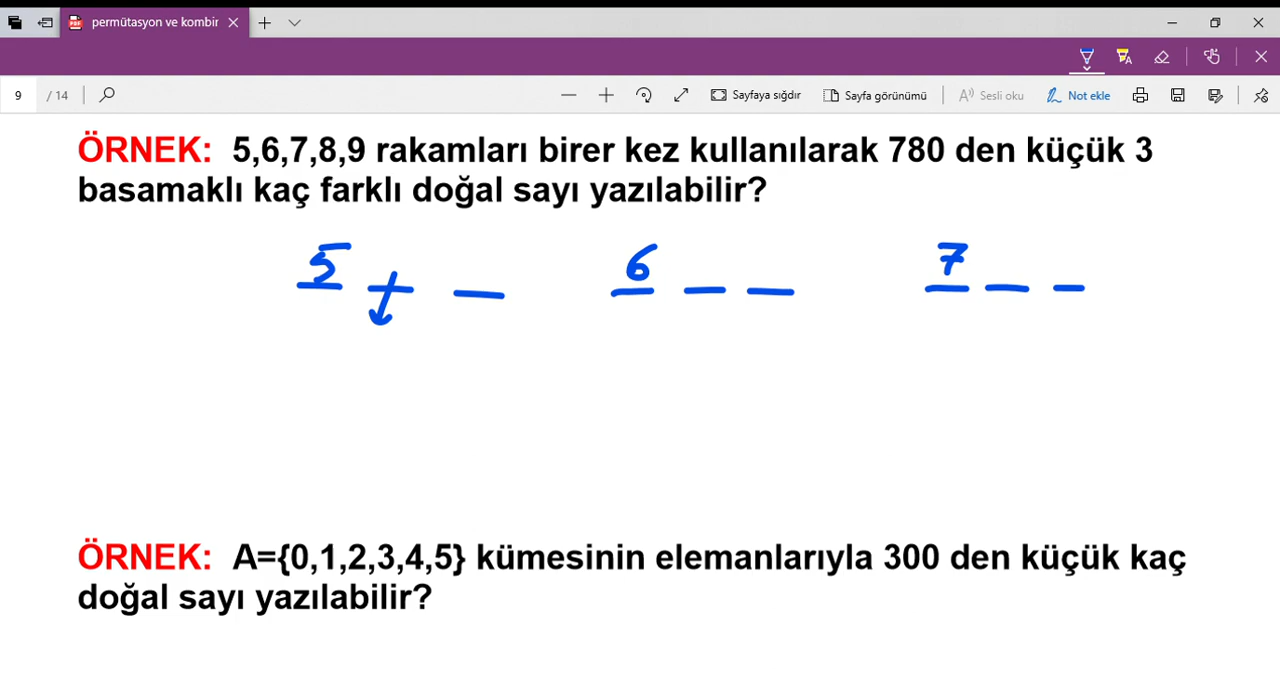 permütasyon ve kombir
9 / 14 Sayfaya sığdır Sayfa görünümü Sesli oku Not ekle
ÖRNEK: 5,6,7,8,9 rakamları birer kez kullanılarak 780 den küçük 3
basamaklı kaç farklı doğal sayı yazılabilir?
5 6 7
ÖRNEK: A={0,1,2,3,4,5} kümesinin elemanlarıyla 300 den küçük kaç
doğal sayı yazılabilir?